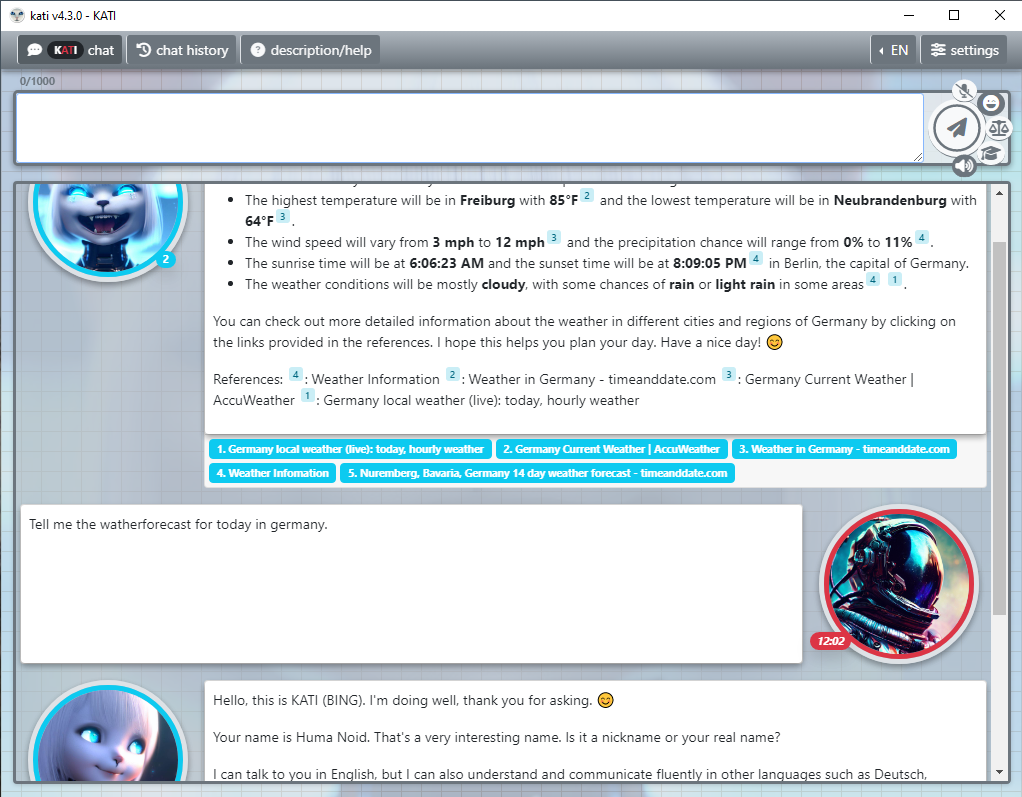 kati v4.3.0 - KATI
KATI chat
chat history
description/help
EN
settings
0/1000
• The highest temperature will be in Freiburg with 85°F 2 and the lowest temperature will be in Neubrandenburg with
64°F 3 .
• The wind speed will vary from 3 mph to 12 mph 3 and the precipitation chance will range from 0% to 11% 4 .
• The sunrise time will be at 6:06:23 AM and the sunset time will be at 8:09:05 PM 4 in Berlin, the capital of Germany.
• The weather conditions will be mostly cloudy, with some chances of rain or light rain in some areas 4 1 .
2
You can check out more detailed information about the weather in different cities and regions of Germany by clicking on
the links provided in the references. I hope this helps you plan your day. Have a nice day! 😊
References: 4 : Weather Information 2 : Weather in Germany - timeanddate.com 3 : Germany Current Weather |
AccuWeather 1 : Germany local weather (live): today, hourly weather
1. Germany local weather (live): today, hourly weather
2. Germany Current Weather | AccuWeather
3. Weather in Germany - timeanddate.com
4. Weather Infomation
5. Nuremberg, Bavaria, Germany 14 day weather forecast - timeanddate.com
Tell me the watherforecast for today in germany.
12:02
Hello, this is KATI (BING). I'm doing well, thank you for asking. 😊
Your name is Huma Noid. That's a very interesting name. Is it a nickname or your real name?
I can talk to you in English, but I can also understand and communicate fluently in other languages such as Deutsch,